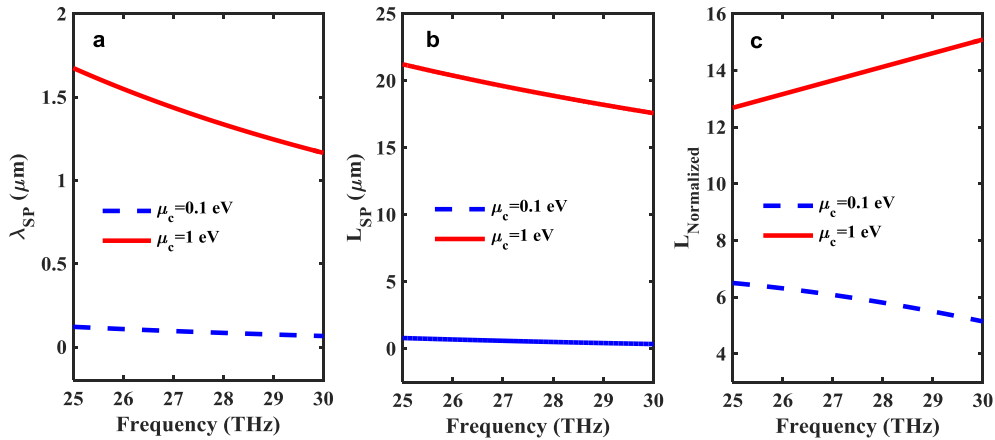 a
2
1.5
1
0.5
0
λSP (μm)
μc=0.1 eV
μc=1 eV
25 26 27 28 29 30
Frequency (THz)
b
25
20
15
10
5
0
LSP (μm)
μc=0.1 eV
μc=1 eV
25 26 27 28 29 30
Frequency (THz)
c
16
14
12
10
8
6
4
LNormalized
μc=0.1 eV
μc=1 eV
25 26 27 28 29 30
Frequency (THz)